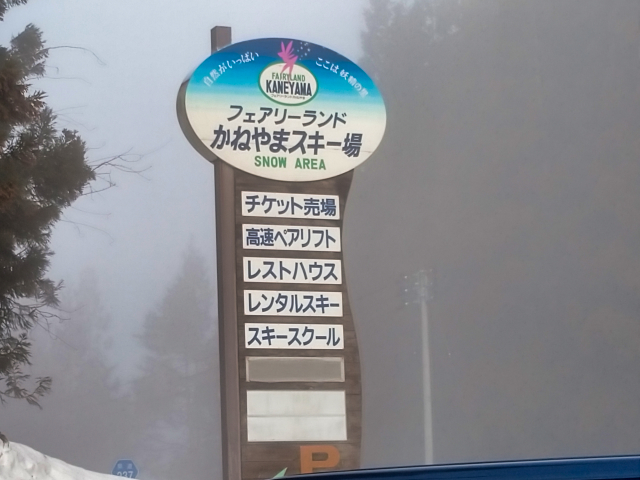 自然がいっぱい
ここは妖精の里
FAIRYLAND
KANEYAMA
フェアリーランド
かねやまスキー場
SNOW AREA
チケット売場
高速ペアリフト
レストハウス
レンタルスキー
スキースクール
P